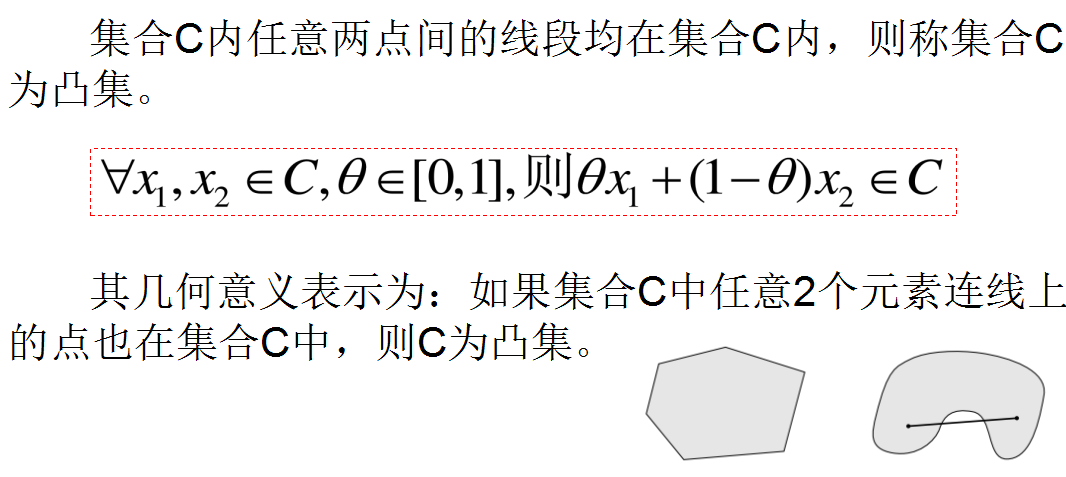 集合C内任意两点间的线段均在集合C内，则称集合C
为凸集。
∀x₁, x₂ ∈ C, θ ∈ [0,1], 则θx₁ + (1−θ)x₂ ∈ C
其几何意义表示为：如果集合C中任意2个元素连线上
的点也在集合C中，则C为凸集。